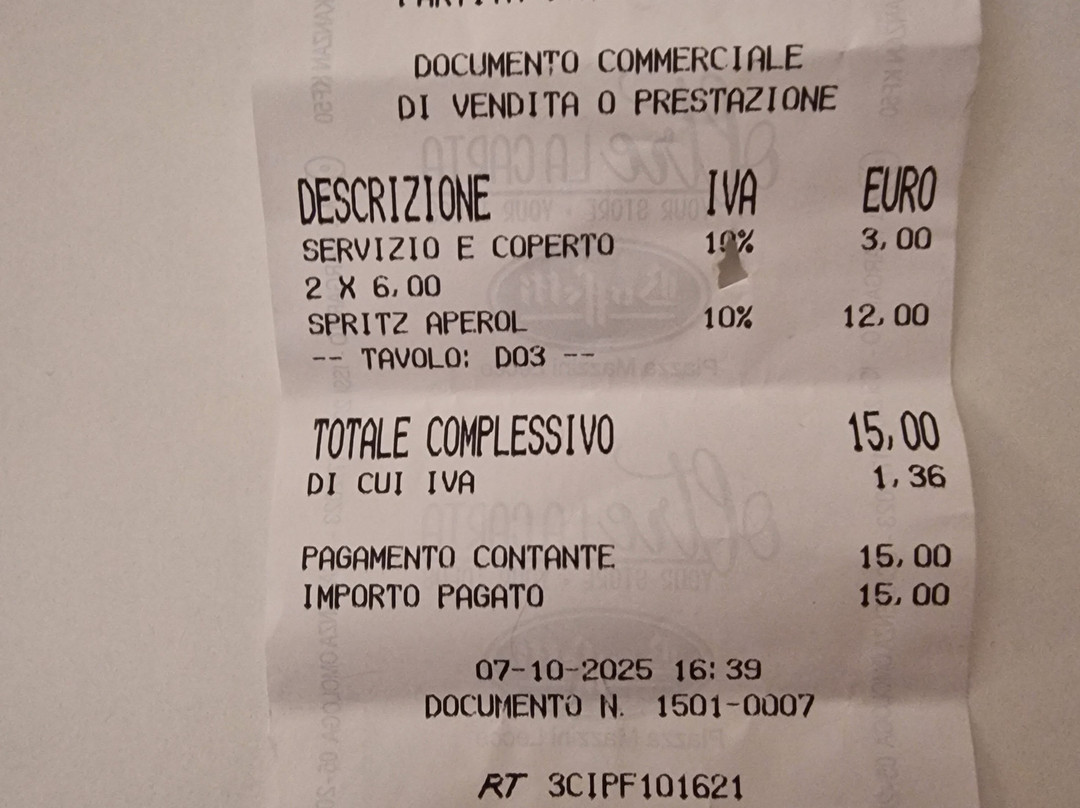 DOCUMENTO COMMERCIALE
DI VENDITA O PRESTAZIONE
DESCRIZIONE IVA EURO
SERVIZIO E COPERTO 10% 3,00
2 X 6,00
SPRITZ APEROL 10% 12,00
-- TAVOLO: D03 --
TOTALE COMPLESSIVO 15,00
DI CUI IVA 1,36
PAGAMENTO CONTANTE 15,00
IMPORTO PAGATO 15,00
07-10-2025 16:39
DOCUMENTO N. 1501-0007
RT 3CIPF101621